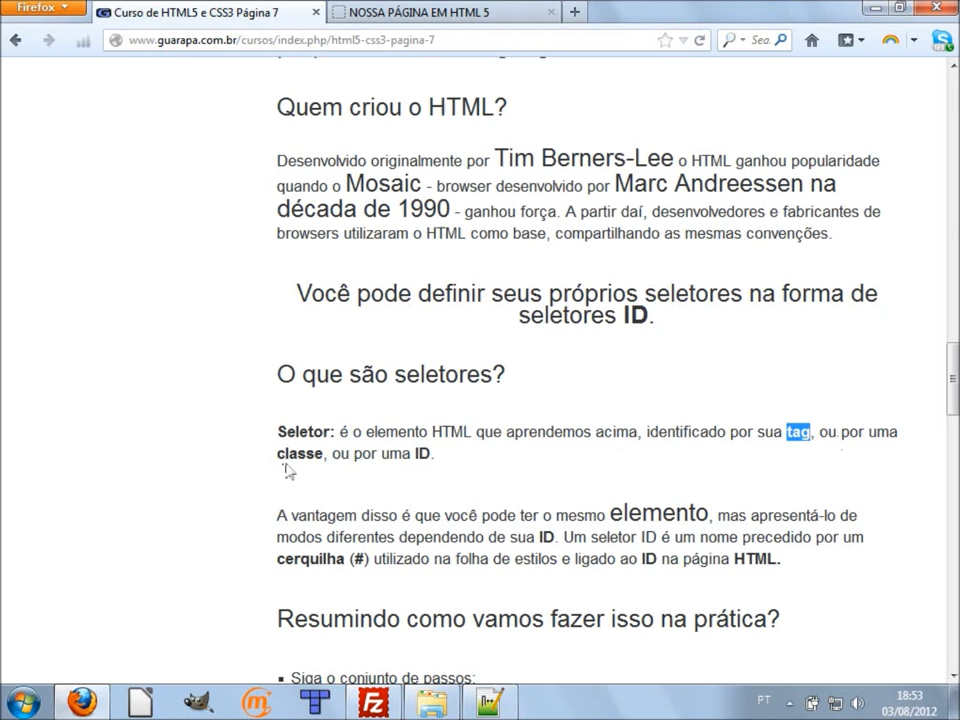 Firefox
Curso de HTML5 e CSS3 Página 7
NOSSA PÁGINA EM HTML 5
www.guarapa.com.br/cursos/index.php/html5-css3-pagina-7
Sea
Quem criou o HTML?
Desenvolvido originalmente por Tim Berners-Lee o HTML ganhou popularidade
quando o Mosaic - browser desenvolvido por Marc Andreessen na
década de 1990 - ganhou força. A partir daí, desenvolvedores e fabricantes de
browsers utilizaram o HTML como base, compartilhando as mesmas convenções.
Você pode definir seus próprios seletores na forma de
seletores ID.
O que são seletores?
Seletor: é o elemento HTML que aprendemos acima, identificado por sua tag, ou por uma
classe, ou por uma ID.
A vantagem disso é que você pode ter o mesmo elemento, mas apresentá-lo de
modos diferentes dependendo de sua ID. Um seletor ID é um nome precedido por um
cerquilha (#) utilizado na folha de estilos e ligado ao ID na página HTML.
Resumindo como vamos fazer isso na prática?
Siga o conjunto de passos:
PT
18:53
03/08/2012